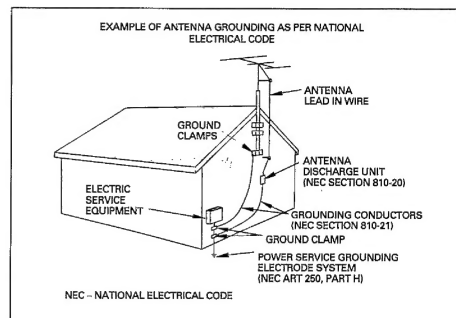 EXAMPLE OF ANTENNA GROUNDING AS PER NATIONAL
ELECTRICAL CODE
ANTENNA
LEAD IN WIRE
GROUND
CLAMPS
ANTENNA
DISCHARGE UNIT
(NEC SECTION 810-20)
ELECTRIC
SERVICE
EQUIPMENT
GROUNDING CONDUCTORS
(NEC SECTION 810-21)
GROUND CLAMP
POWER SERVICE GROUNDING
ELECTRODE SYSTEM
(NEC ART 250, PART H)
NEC – NATIONAL ELECTRICAL CODE